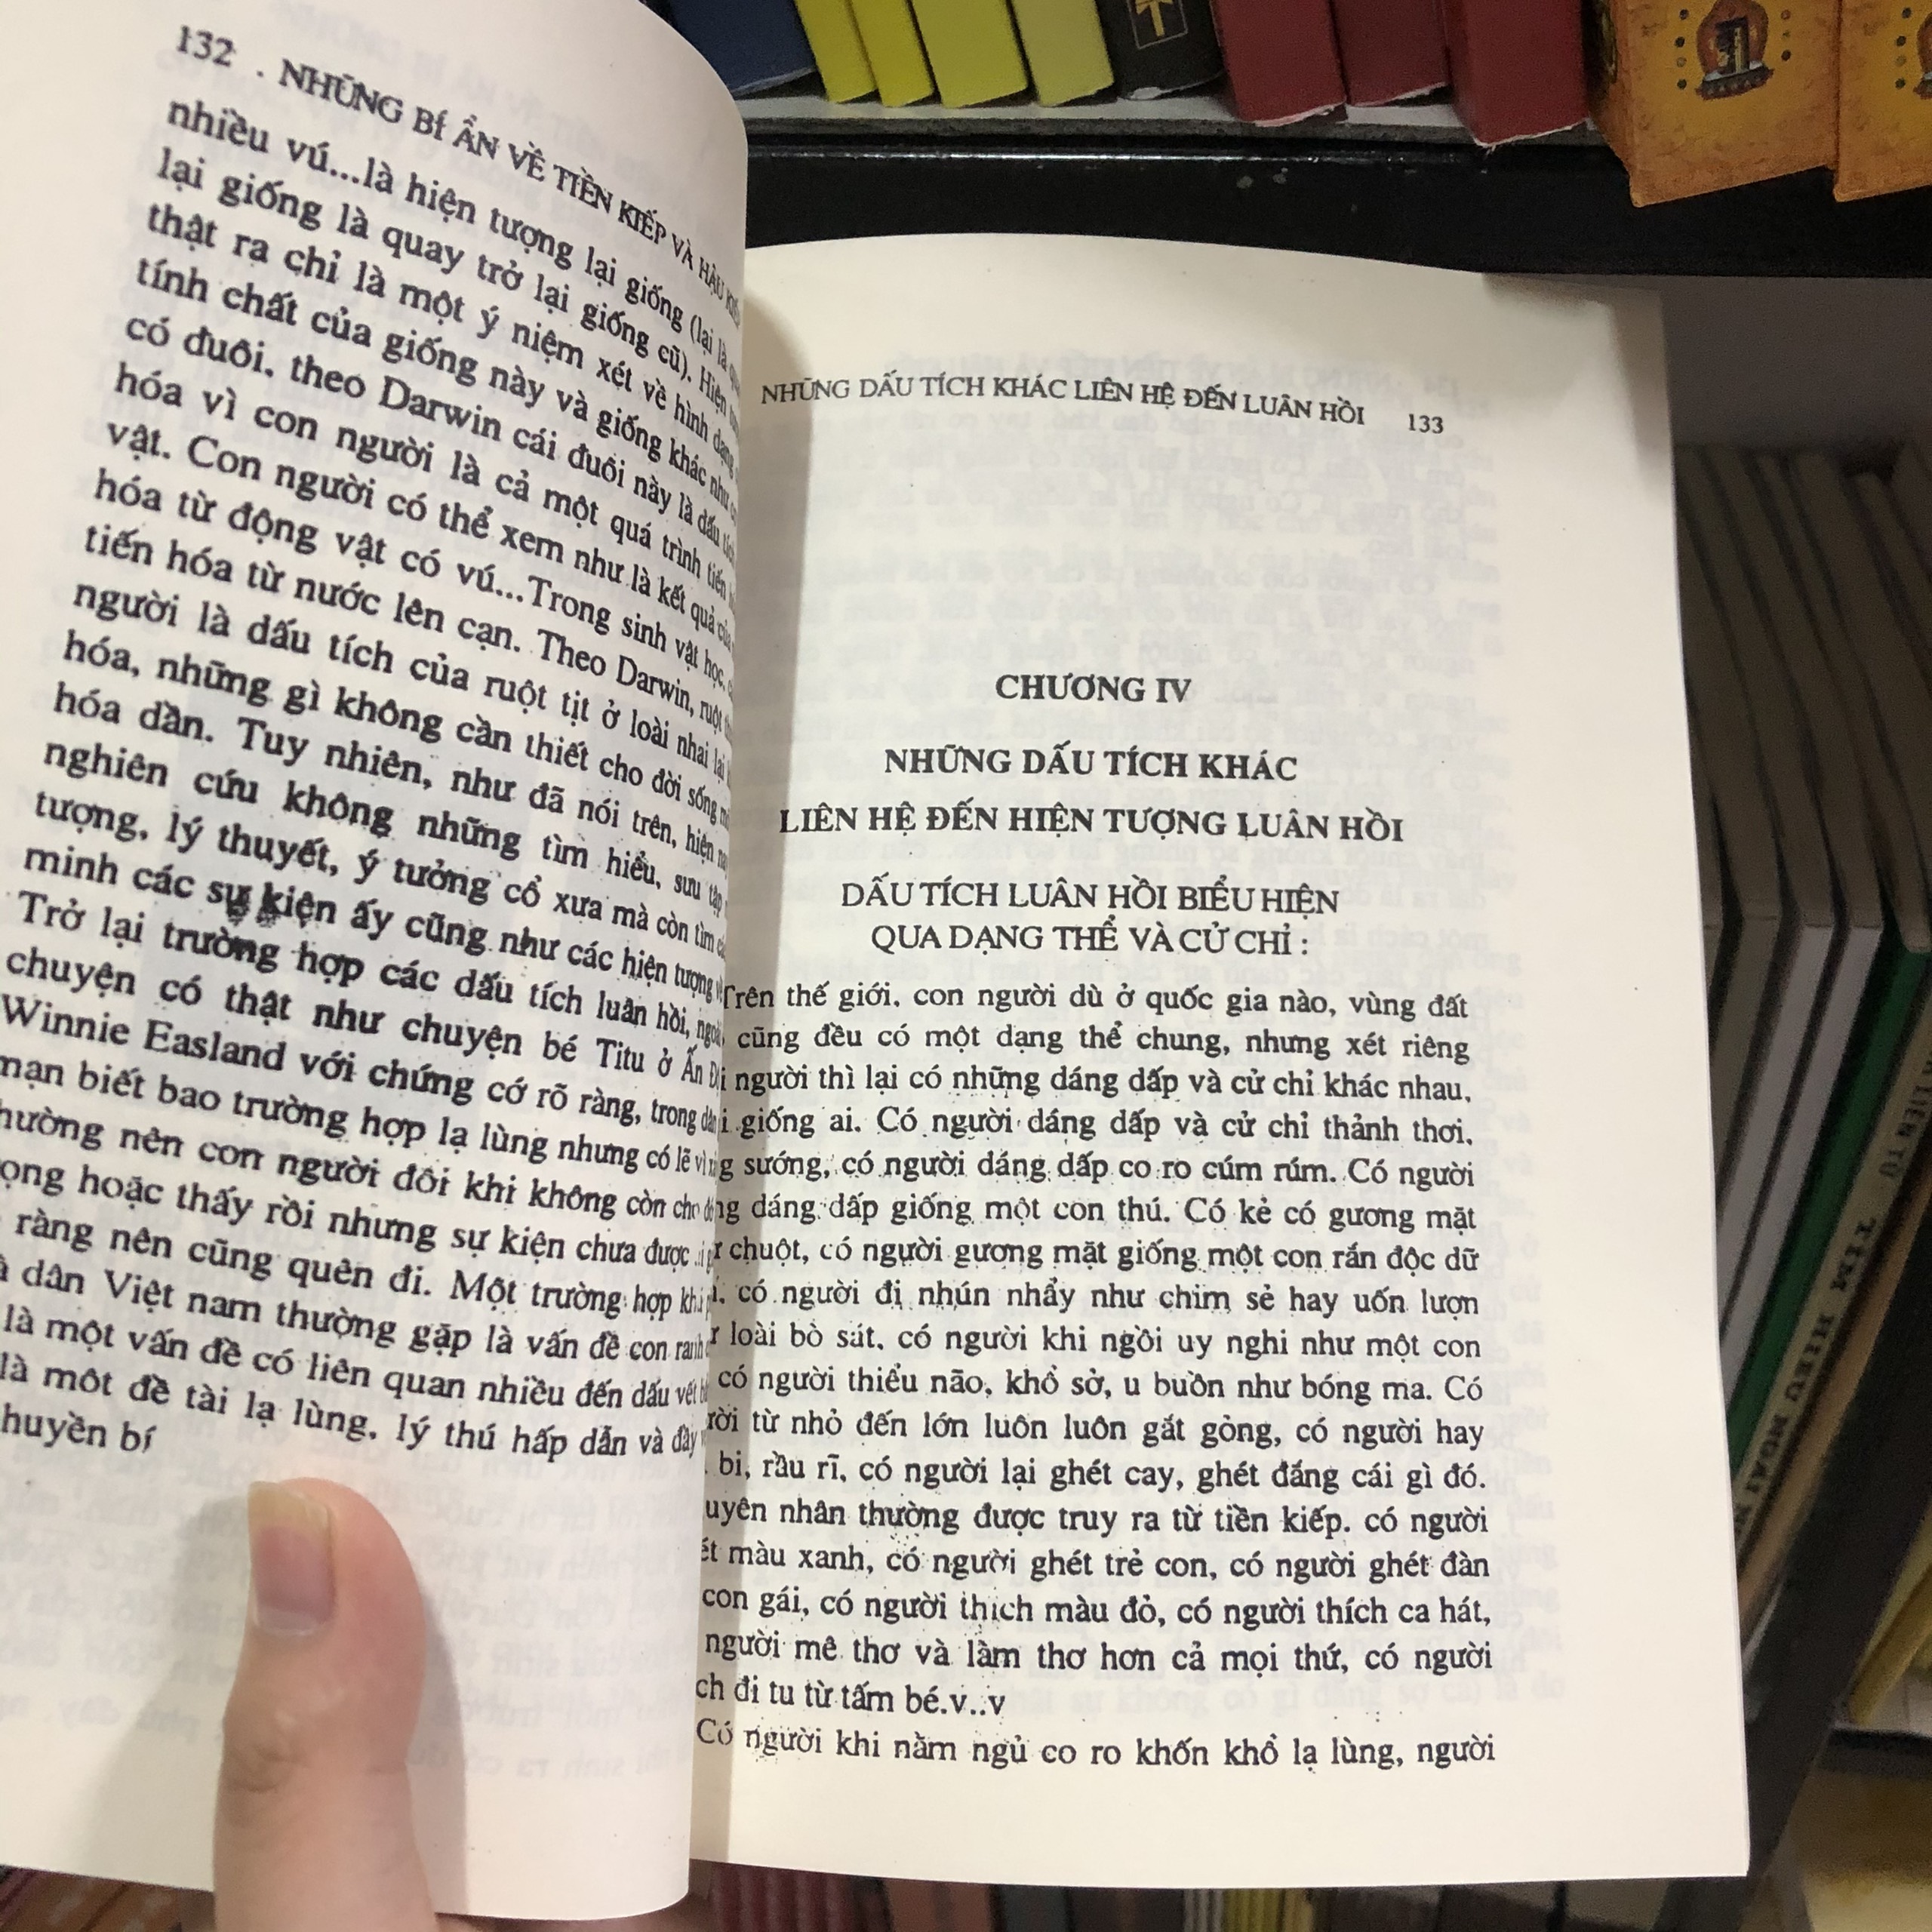 132 . NHỮNG BÍ ẨN VỀ TIỀN KIẾP VÀ HẬU
nhiều vú...là hiện tượng lại giống (lại là
lại giống là quay trở lại giống cũ). Hiện
thật ra chỉ là một ý niệm xét về hình dạng
tính chất của giống này và giống khác như
có đuôi, theo Darwin cái đuôi này là dấu tích
hóa vì con người là cả một quá trình tiến
vật. Con người có thể xem như là kết quả của
hóa từ động vật có vú...Trong sinh vật học,
tiến hóa từ nước lên cạn. Theo Darwin, ruột
người là dấu tích của ruột tịt ở loài nhai lại
hóa, những gì không cần thiết cho đời sống
hóa dần. Tuy nhiên, như đã nói trên, hiện
nghiên cứu không những tìm hiểu, sưu tập
tượng, lý thuyết, ý tưởng cổ xưa mà còn tìm
minh các sự kiện ấy cũng như các hiện tượng
Trở lại trường hợp các dấu tích luân hồi,
chuyện có thật như chuyện bé Titu ở Ấn
Winnie Easland với chứng cớ rõ ràng, trong
biết bao trường hợp lạ lùng nhưng có lẽ vì
nên con người đôi khi không còn
hoặc thấy rồi nhưng sự kiện chưa được
ràng nên cũng quên đi. Một trường hợp
dân Việt nam thường gặp là vấn đề con ranh
là một vấn đề có liên quan nhiều đến dấu vết
là môt đề tài lạ lùng, lý thú hấp dẫn và đầy
huyền bí
NHỮNG DẤU TÍCH KHÁC LIÊN HỆ ĐẾN LUÂN HỒI 133
CHƯƠNG IV
NHỮNG DẤU TÍCH KHÁC
LIÊN HỆ ĐẾN HIỆN TƯỢNG LUÂN HỒI
DẤU TÍCH LUÂN HỒI BIỂU HIỆN
QUA DẠNG THỂ VÀ CỬ CHỈ :
Trên thế giới, con người dù ở quốc gia nào, vùng đất
cũng đều có một dạng thể chung, nhưng xét riêng
người thì lại có những dáng dấp và cử chỉ khác nhau,
giống ai. Có người dáng dấp và cử chỉ thảnh thơi,
sướng, có người dáng dấp co ro cúm rúm. Có người
dáng dấp giống một con thú. Có kẻ có gương mặt
chuột, có người gương mặt giống một con rắn độc dữ
có người đi nhún nhẩy như chim sẻ hay uốn lượn
loài bò sát, có người khi ngồi uy nghi như một con
có người thiểu não, khổ sở, u buồn như bóng ma. Có
từ nhỏ đến lớn luôn luôn gắt gỏng, có người hay
bi, rầu rĩ, có người lại ghét cay, ghét đắng cái gì đó.
nhân thường được truy ra từ tiền kiếp. có người
màu xanh, có người ghét trẻ con, có người ghét đàn
con gái, có người thích màu đỏ, có người thích ca hát,
người mê thơ và làm thơ hơn cả mọi thứ, có người
đi tu từ tấm bé.v..v
Có người khi nằm ngủ co ro khốn khổ lạ lùng, người
TÌM HIỂU NGOẠI